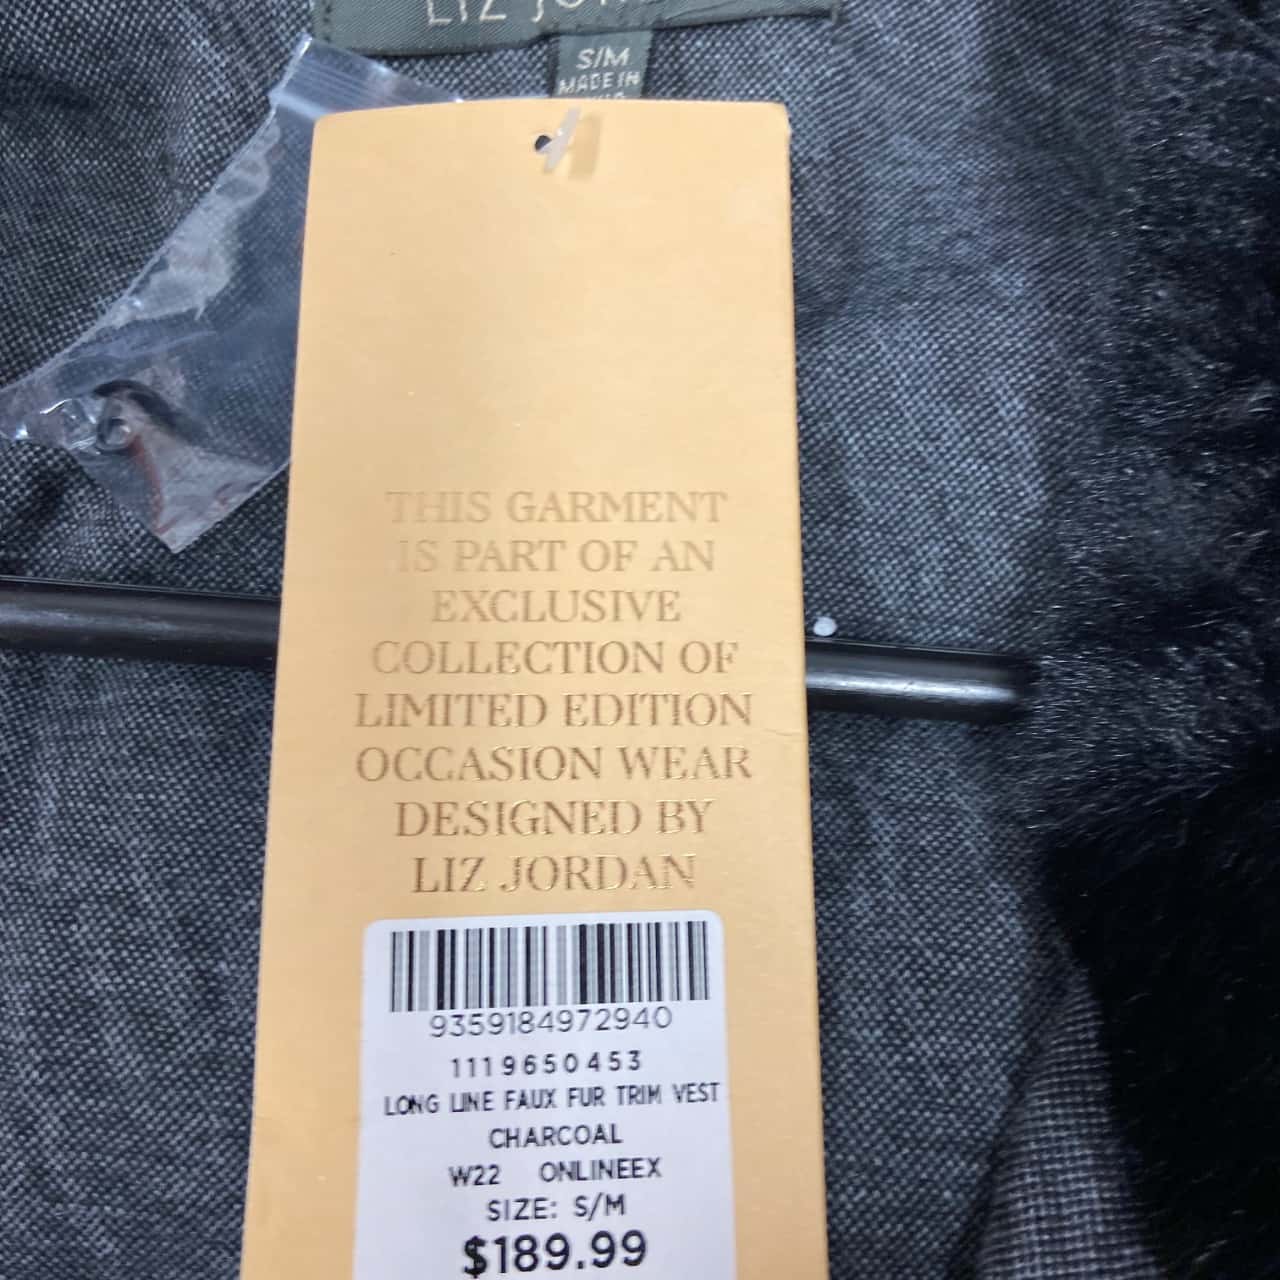 LIZ
S/M
MADE IN
THIS GARMENT
IS PART OF AN
EXCLUSIVE
COLLECTION OF
LIMITED EDITION
OCCASION WEAR
DESIGNED BY
LIZ JORDAN
9359184972940
1119650453
LONG LINE FAUX FUR TRIM VEST
CHARCOAL
W22 ONLINEEX
SIZE: S/M
$189.99